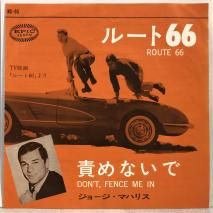 EPIC
ルート66
ROUTE 66
TV映画
「ルート66」より
責めないで
DON'T, FENCE ME IN
ジョージ・マハリス